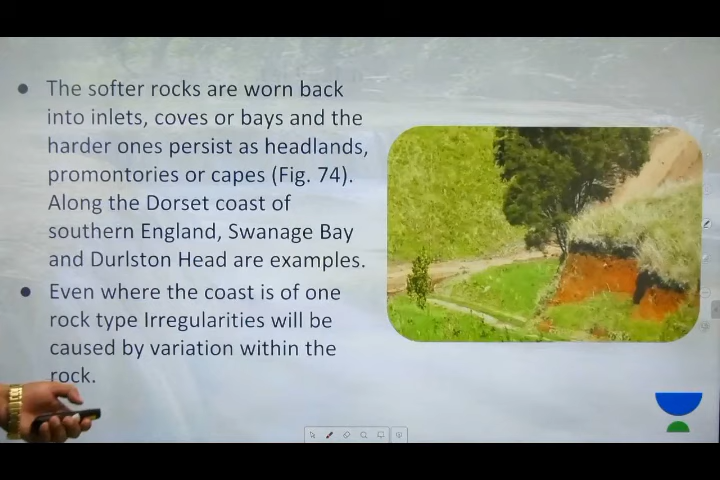 ● The softer rocks are worn back
into inlets, coves or bays and the
harder ones persist as headlands,
promontories or capes (Fig. 74).
Along the Dorset coast of
southern England, Swanage Bay
and Durlston Head are examples.
● Even where the coast is of one
rock type Irregularities will be
caused by variation within the
rock.